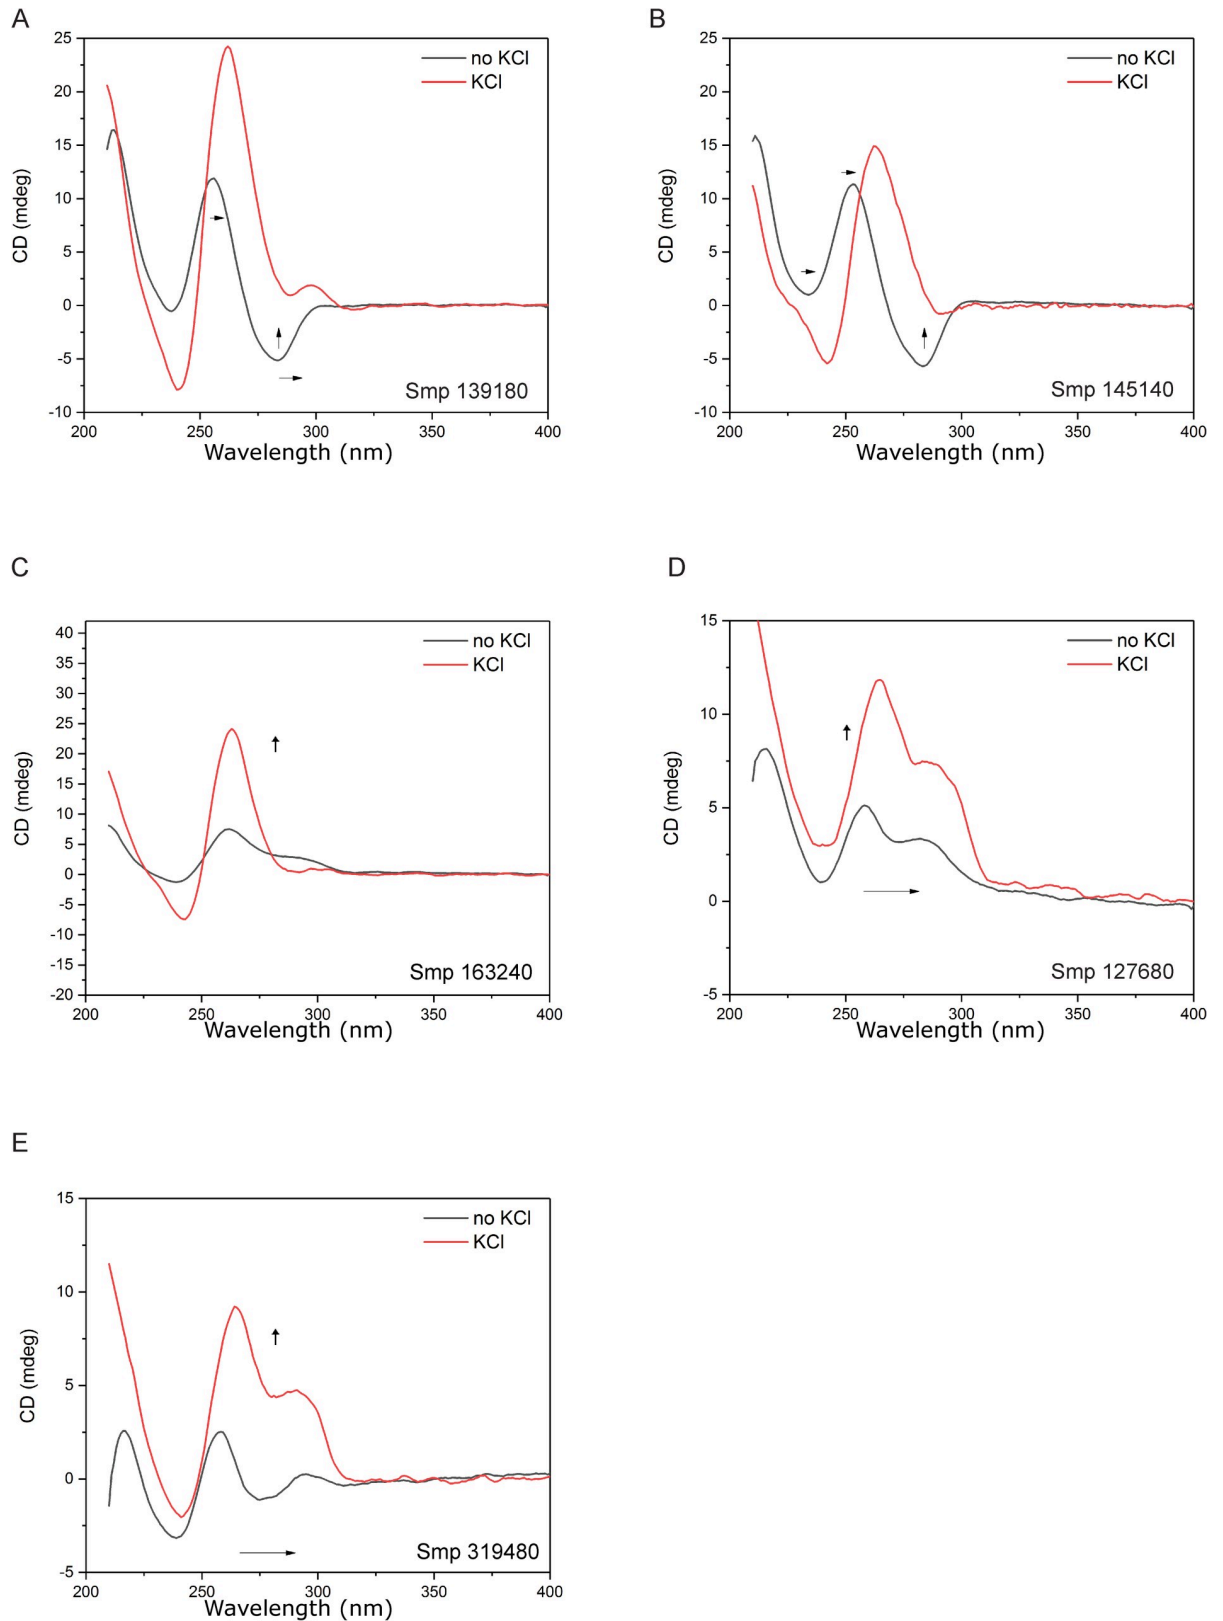 A
B
25
20
15
10
5
0
-5
-10
CD (mdeg)
no KCl
KCl
Smp 139180
200 250 300 350 400
Wavelength (nm)
25
20
15
10
5
0
-5
-10
CD (mdeg)
no KCl
KCl
Smp 145140
200 250 300 350 400
Wavelength (nm)
C
D
40
35
30
25
20
15
10
5
0
-5
-10
-15
-20
CD (mdeg)
no KCl
KCl
Smp 163240
200 250 300 350 400
Wavelength (nm)
15
10
5
0
-5
CD (mdeg)
no KCl
KCl
Smp 127680
200 250 300 350 400
Wavelength (nm)
E
15
10
5
0
-5
CD (mdeg)
no KCl
KCl
Smp 319480
200 250 300 350 400
Wavelength (nm)